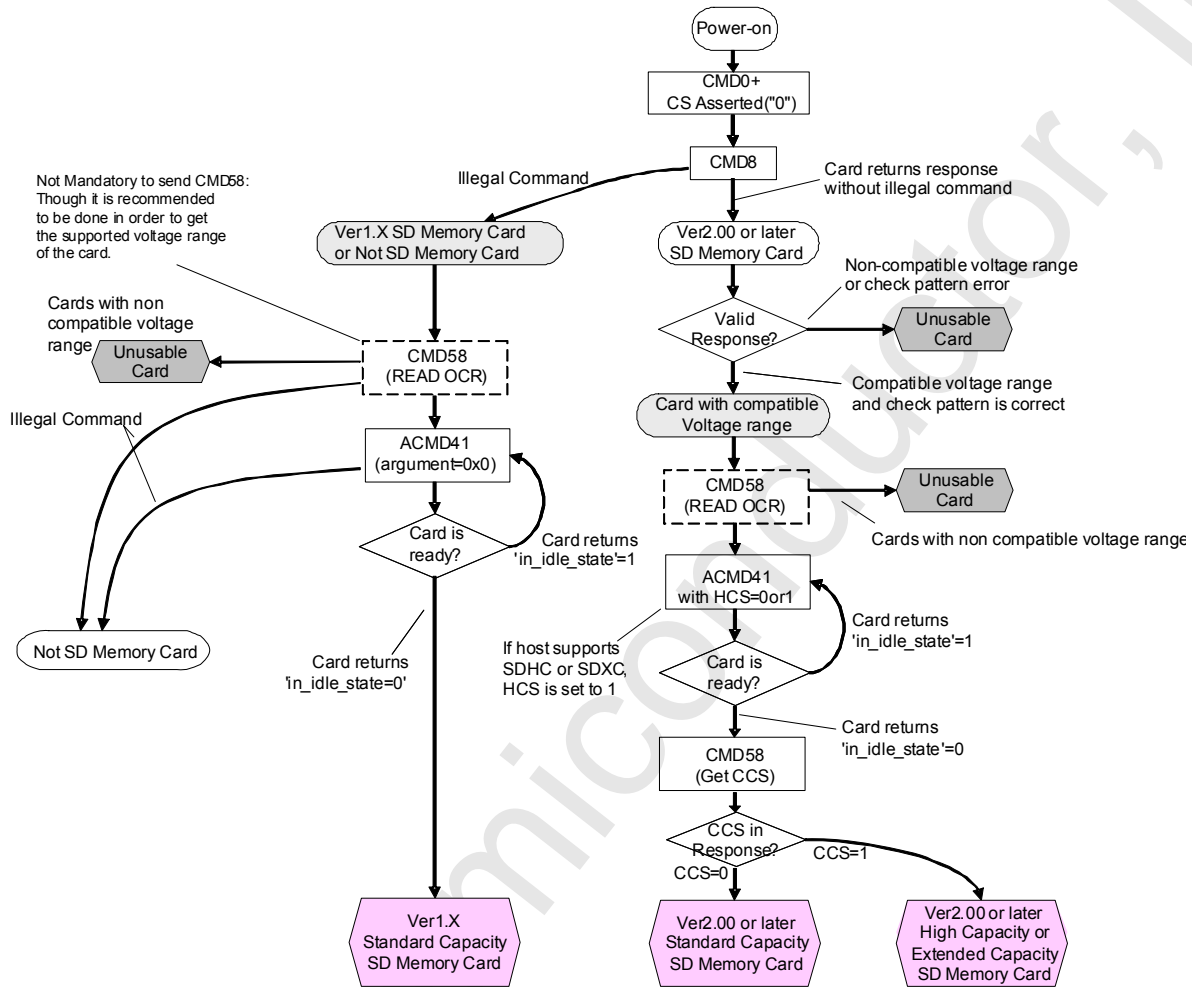 Power-on
CMD0+
CS Asserted("0")
CMD8
Illegal Command
Card returns response
without illegal command
Not Mandatory to send CMD58:
Though it is recommended
to be done in order to get
the supported voltage range
of the card.
Ver1.X SD Memory Card
or Not SD Memory Card
Ver2.00 or later
SD Memory Card
Non-compatible voltage range
or check pattern error
Cards with non
compatible voltage
range
Unusable
Card
CMD58
(READ OCR)
Valid
Response?
Unusable
Card
Compatible voltage range
and check pattern is correct
Card with compatible
Voltage range
Illegal Command
ACMD41
(argument=0x0)
CMD58
(READ OCR)
Unusable
Card
Cards with non compatible voltage range
Card is
ready?
Card returns
'in_idle_state'=1
ACMD41
with HCS=0or1
Card returns
'in_idle_state'=1
If host supports
SDHC or SDXC,
HCS is set to 1
Card is
ready?
Not SD Memory Card
Card returns
'in_idle_state=0'
Card returns
'in_idle_state'=0
CMD58
(Get CCS)
CCS in
Response?
CCS=0
CCS=1
Ver1.X
Standard Capacity
SD Memory Card
Ver2.00 or later
Standard Capacity
SD Memory Card
Ver2.00 or later
High Capacity or
Extended Capacity
SD Memory Card